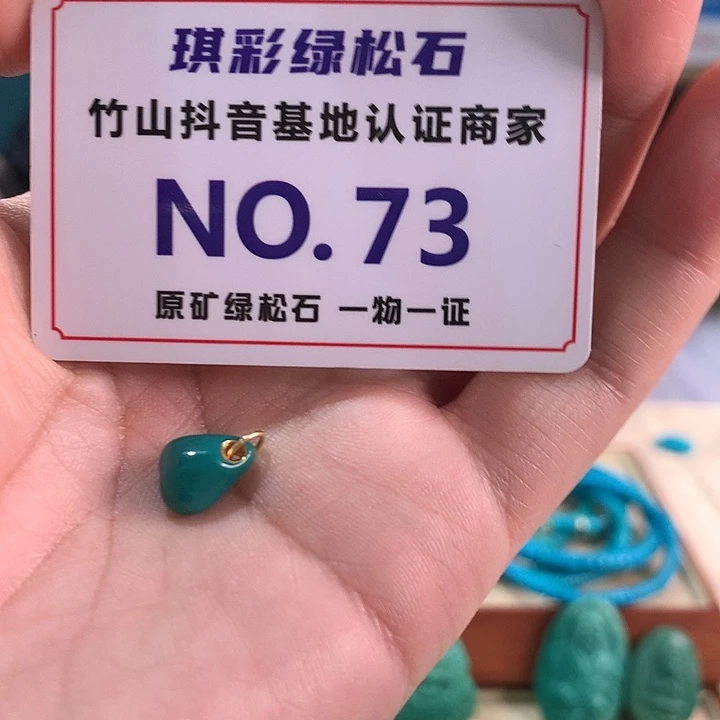 琪彩绿松石
竹山抖音基地认证商家
NO.73
原矿绿松石 一物一证